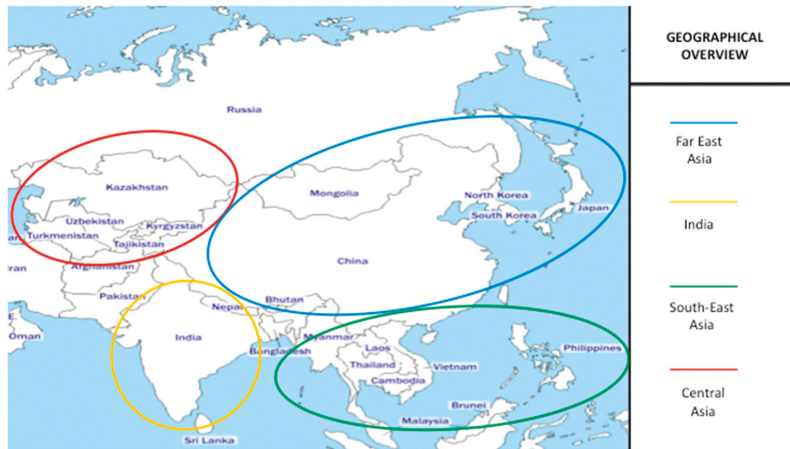 GEOGRAPHICAL
OVERVIEW
Russia
Kazakhstan
Mongolia
Uzbekistan
Kyrgyzstan
Turkmenistan
Tajikistan
North Korea
South Korea
Japan
China
Afghanistan
Pakistan
Nepal
Bhutan
India
Bangladesh
Myanmar
Laos
Thailand
Vietnam
Cambodia
Philippines
Brunei
Malaysia
Sri Lanka
Oman
E.
ran
an
Far East
Asia
India
South-East
Asia
Central
Asia